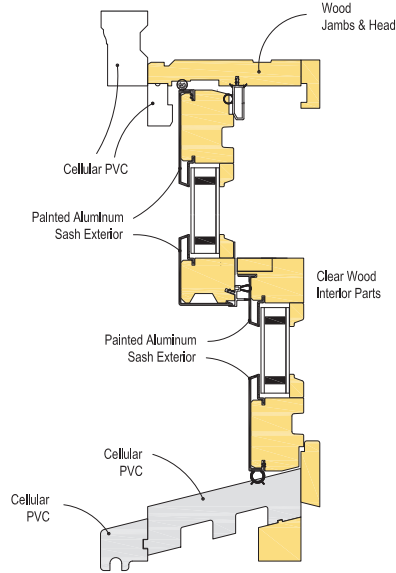 Wood
Jambs & Head
Cellular PVC
Painted Aluminum
Sash Exterior
Clear Wood
Interior Parts
Painted Aluminum
Sash Exterior
Cellular
PVC
Cellular
PVC